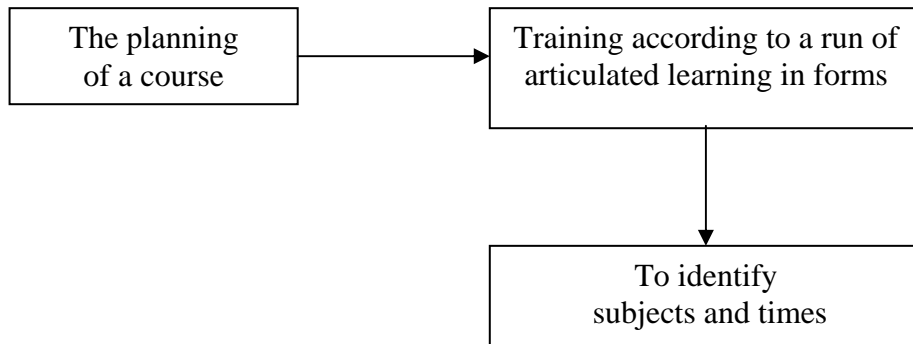 The planning
of a course
Training according to a run of
articulated learning in forms
To identify
subjects and times